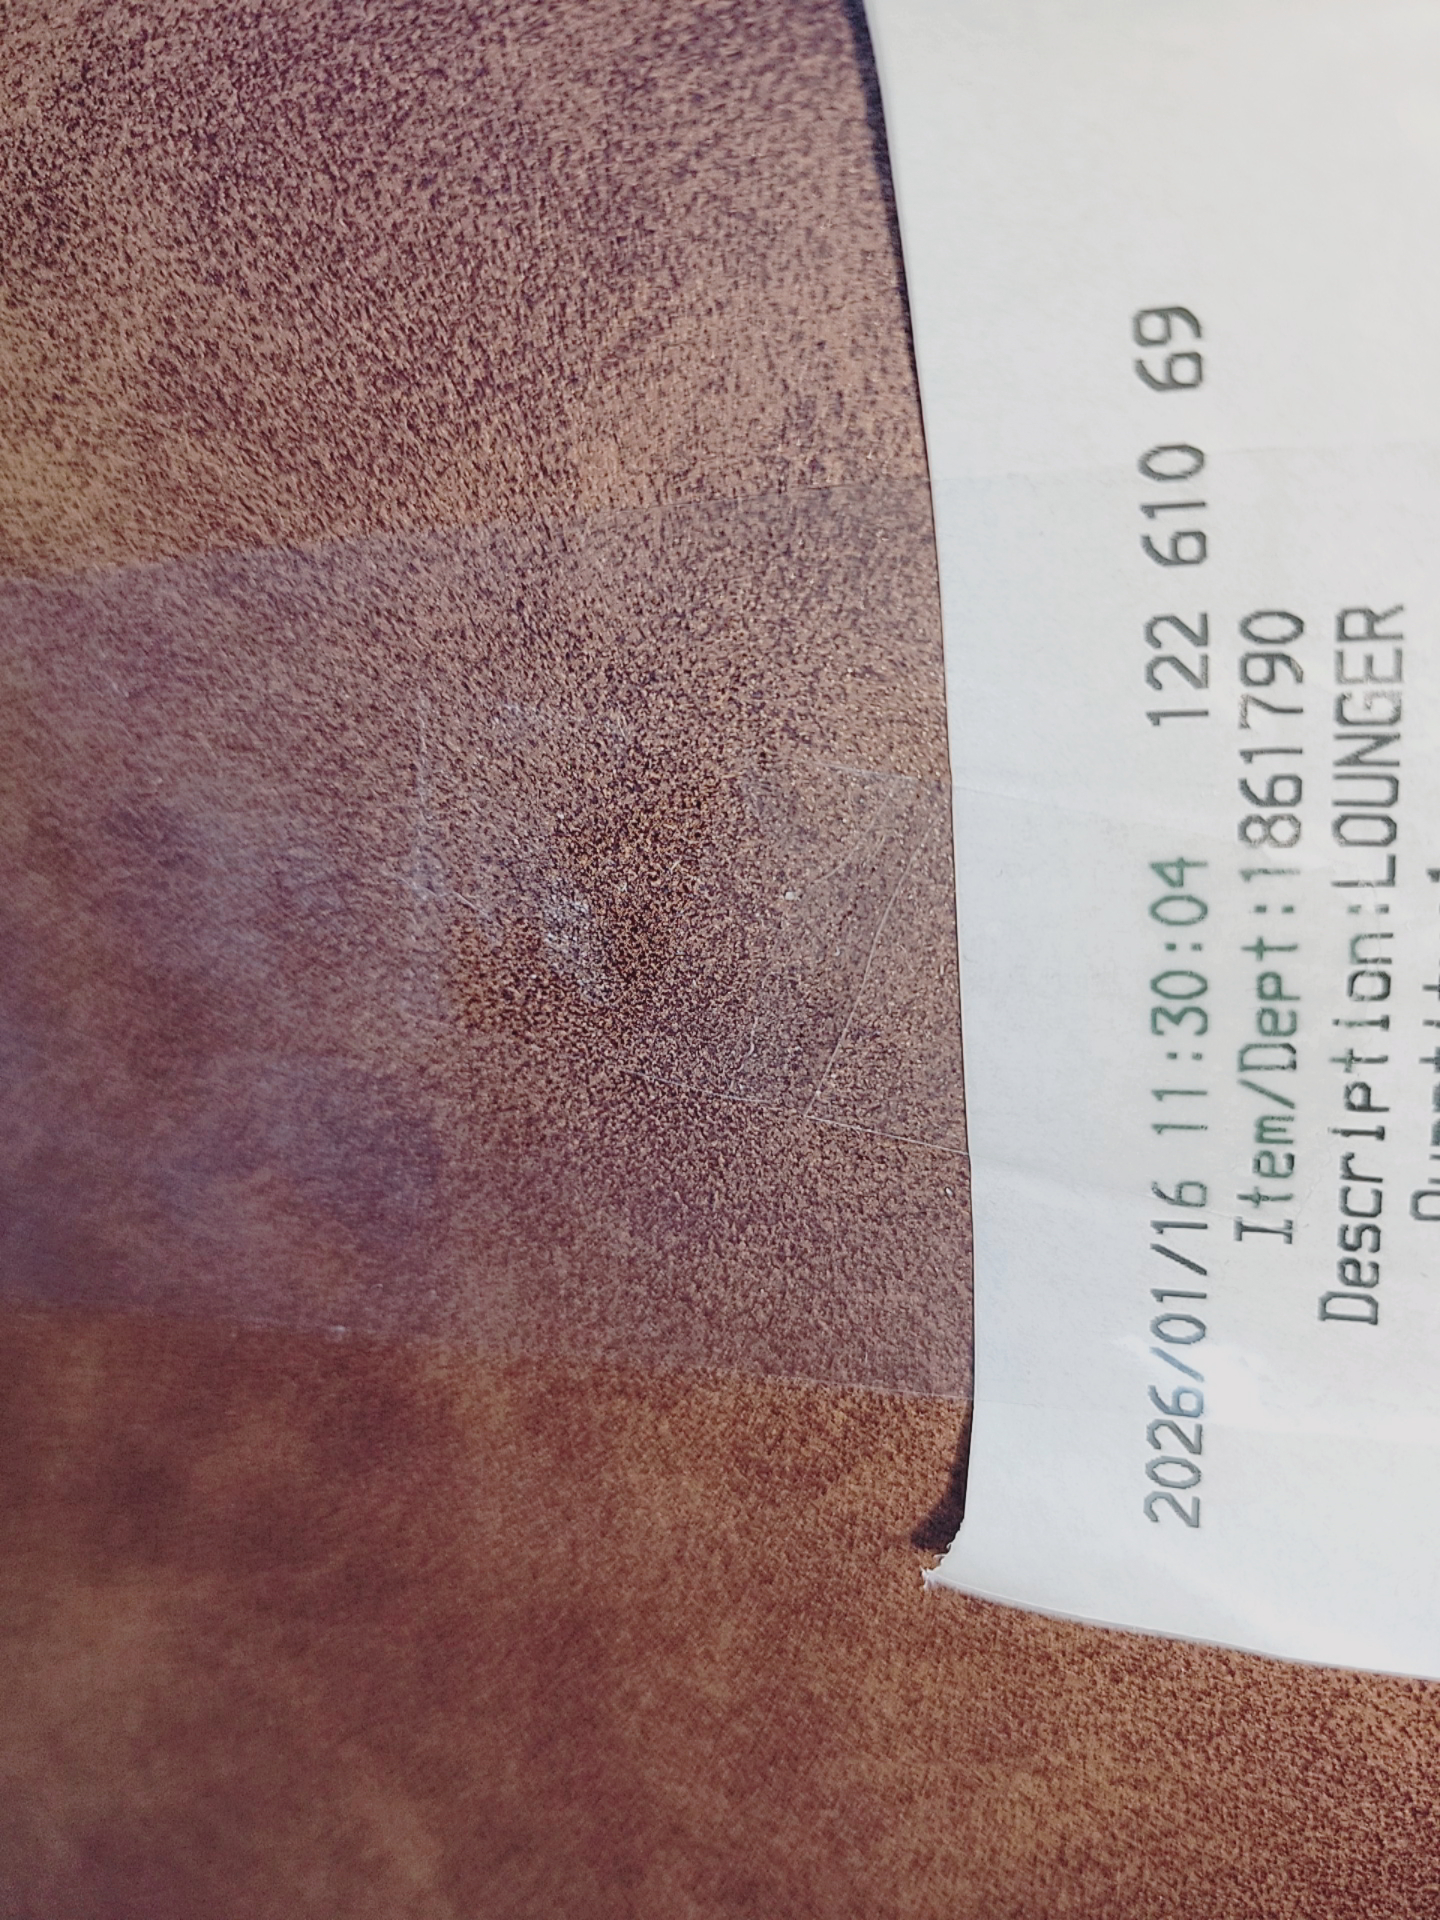 2026/01/16 11:30:04 122 610 69
Item/Dept:1861790
Description:LOUNGER